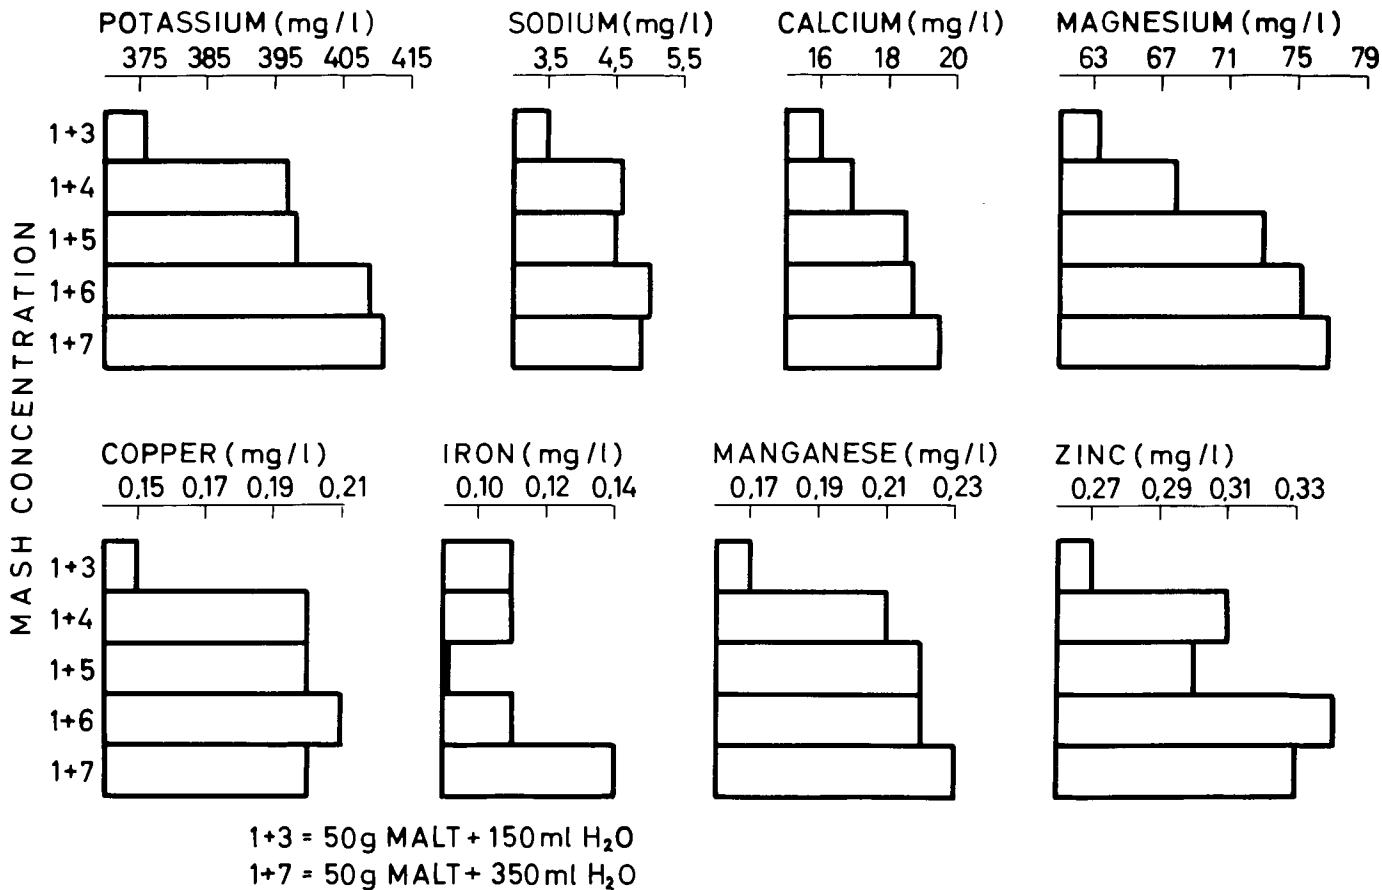 POTASSIUM (mg/l) SODIUM (mg/l) CALCIUM (mg/l) MAGNESIUM (mg/l)
375 385 395 405 415 3,5 4,5 5,5 16 18 20 63 67 71 75 79
MASH CONCENTRATION
1+3
1+4
1+5
1+6
1+7
COPPER (mg/l) IRON (mg/l) MANGANESE (mg/l) ZINC (mg/l)
0,15 0,17 0,19 0,21 0,10 0,12 0,14 0,17 0,19 0,21 0,23 0,27 0,29 0,31 0,33
1+3
1+4
1+5
1+6
1+7
1+3 = 50g MALT + 150 ml H₂O
1+7 = 50g MALT + 350 ml H₂O